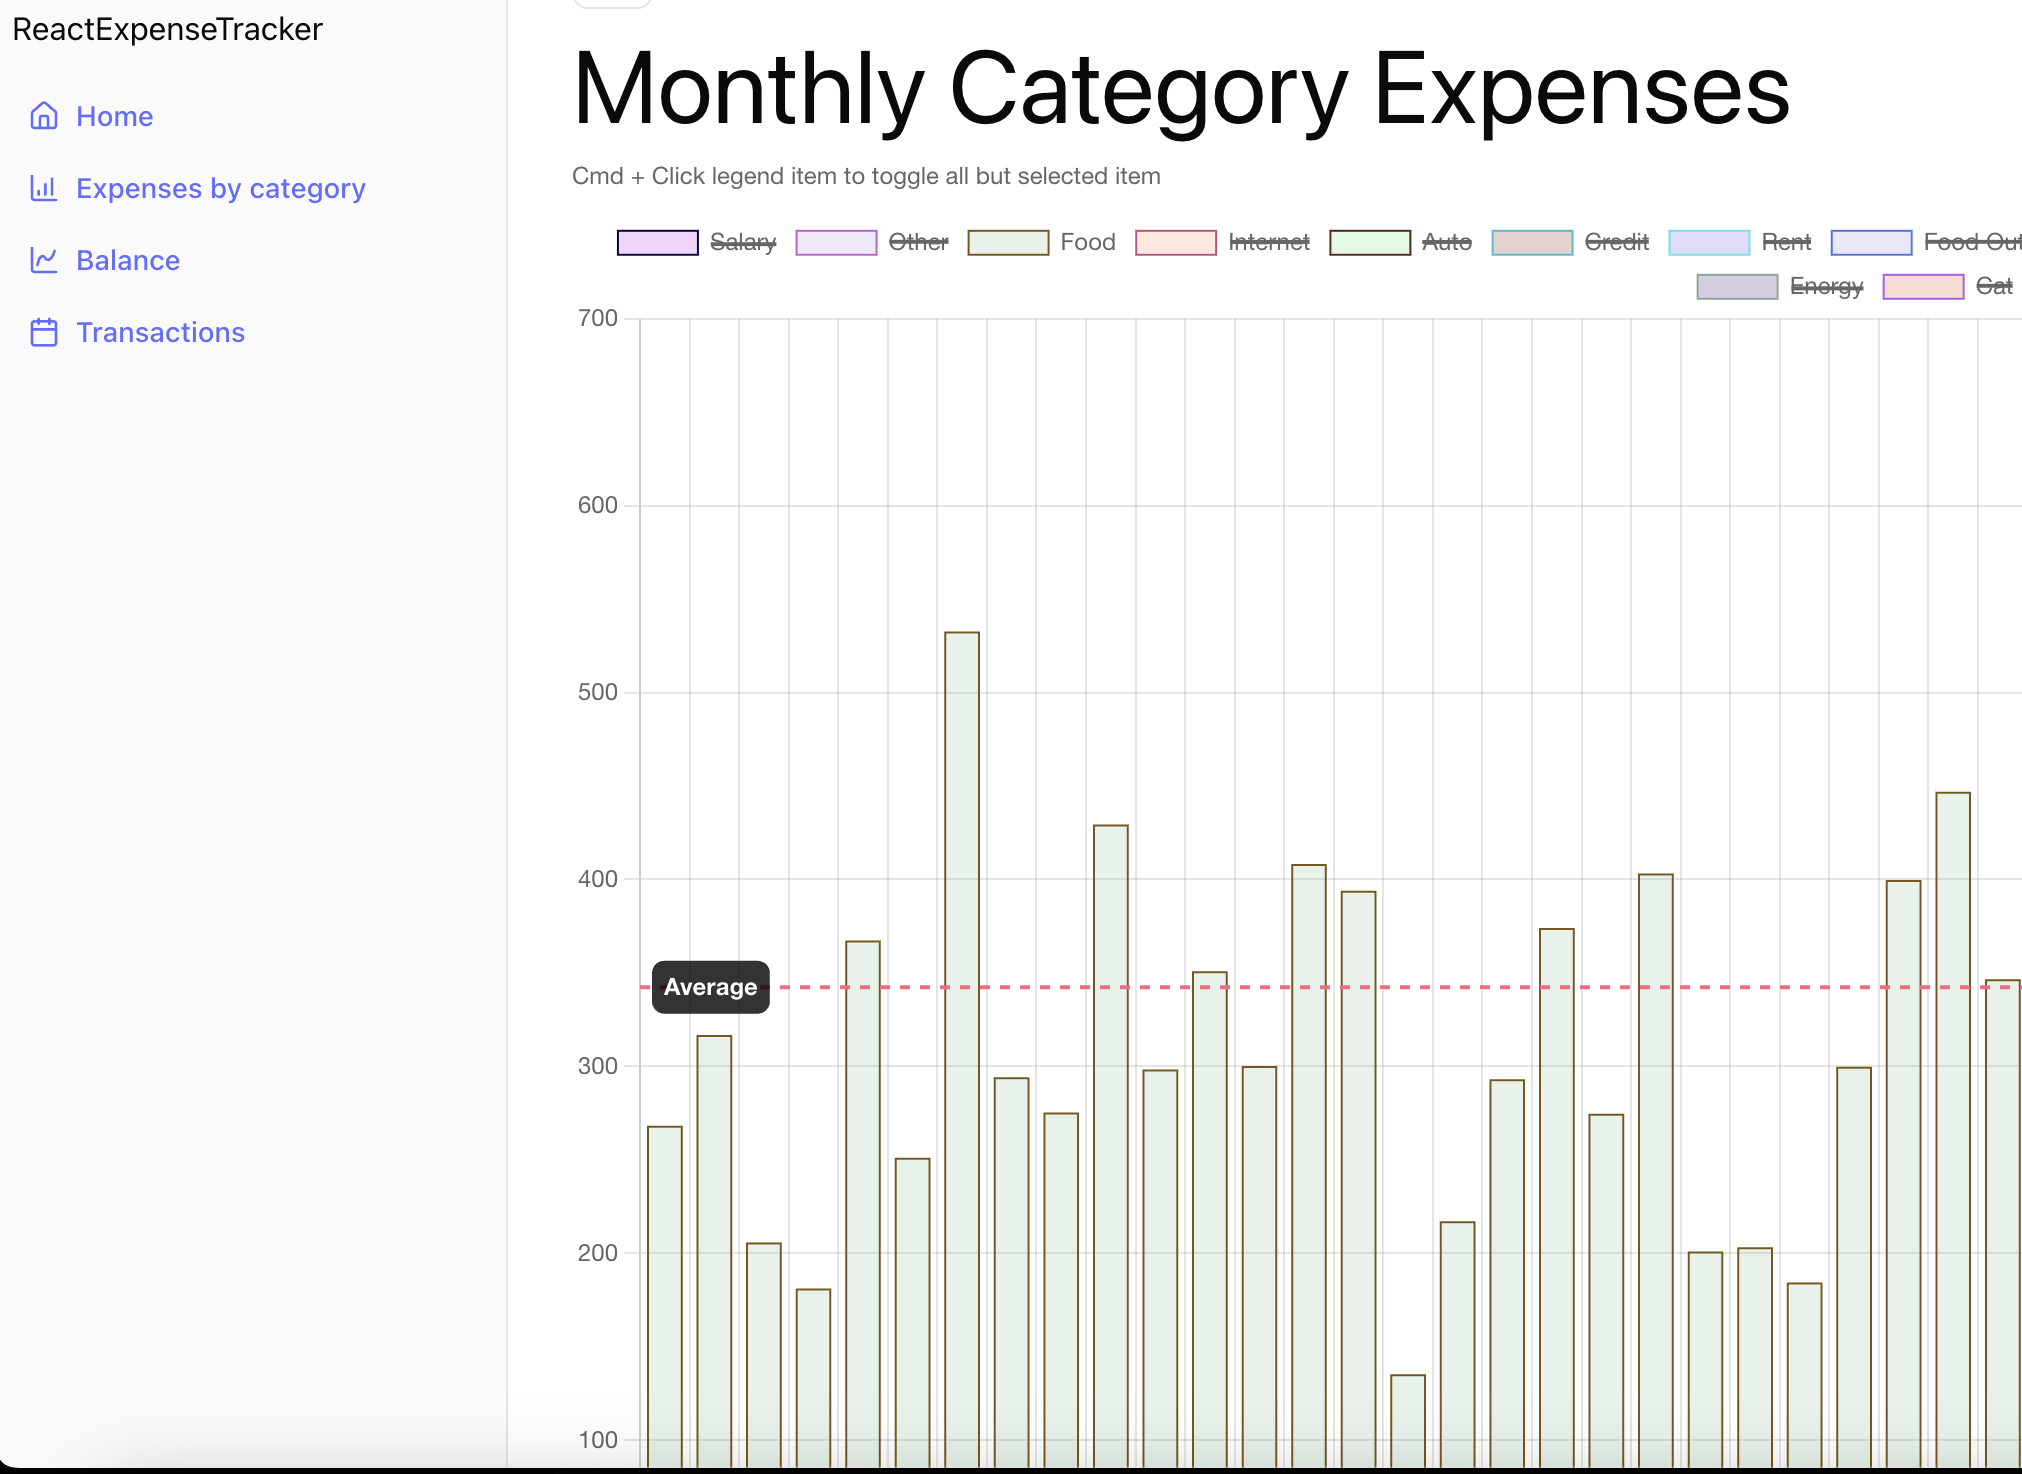 ReactExpenseTracker
Home
Expenses by category
Balance
Transactions
Monthly Category Expenses
Cmd + Click legend item to toggle all but selected item
Salary Other Food Internet Auto Credit Rent Food Out
Energy Cat
700
600
500
400
Average
300
200
100